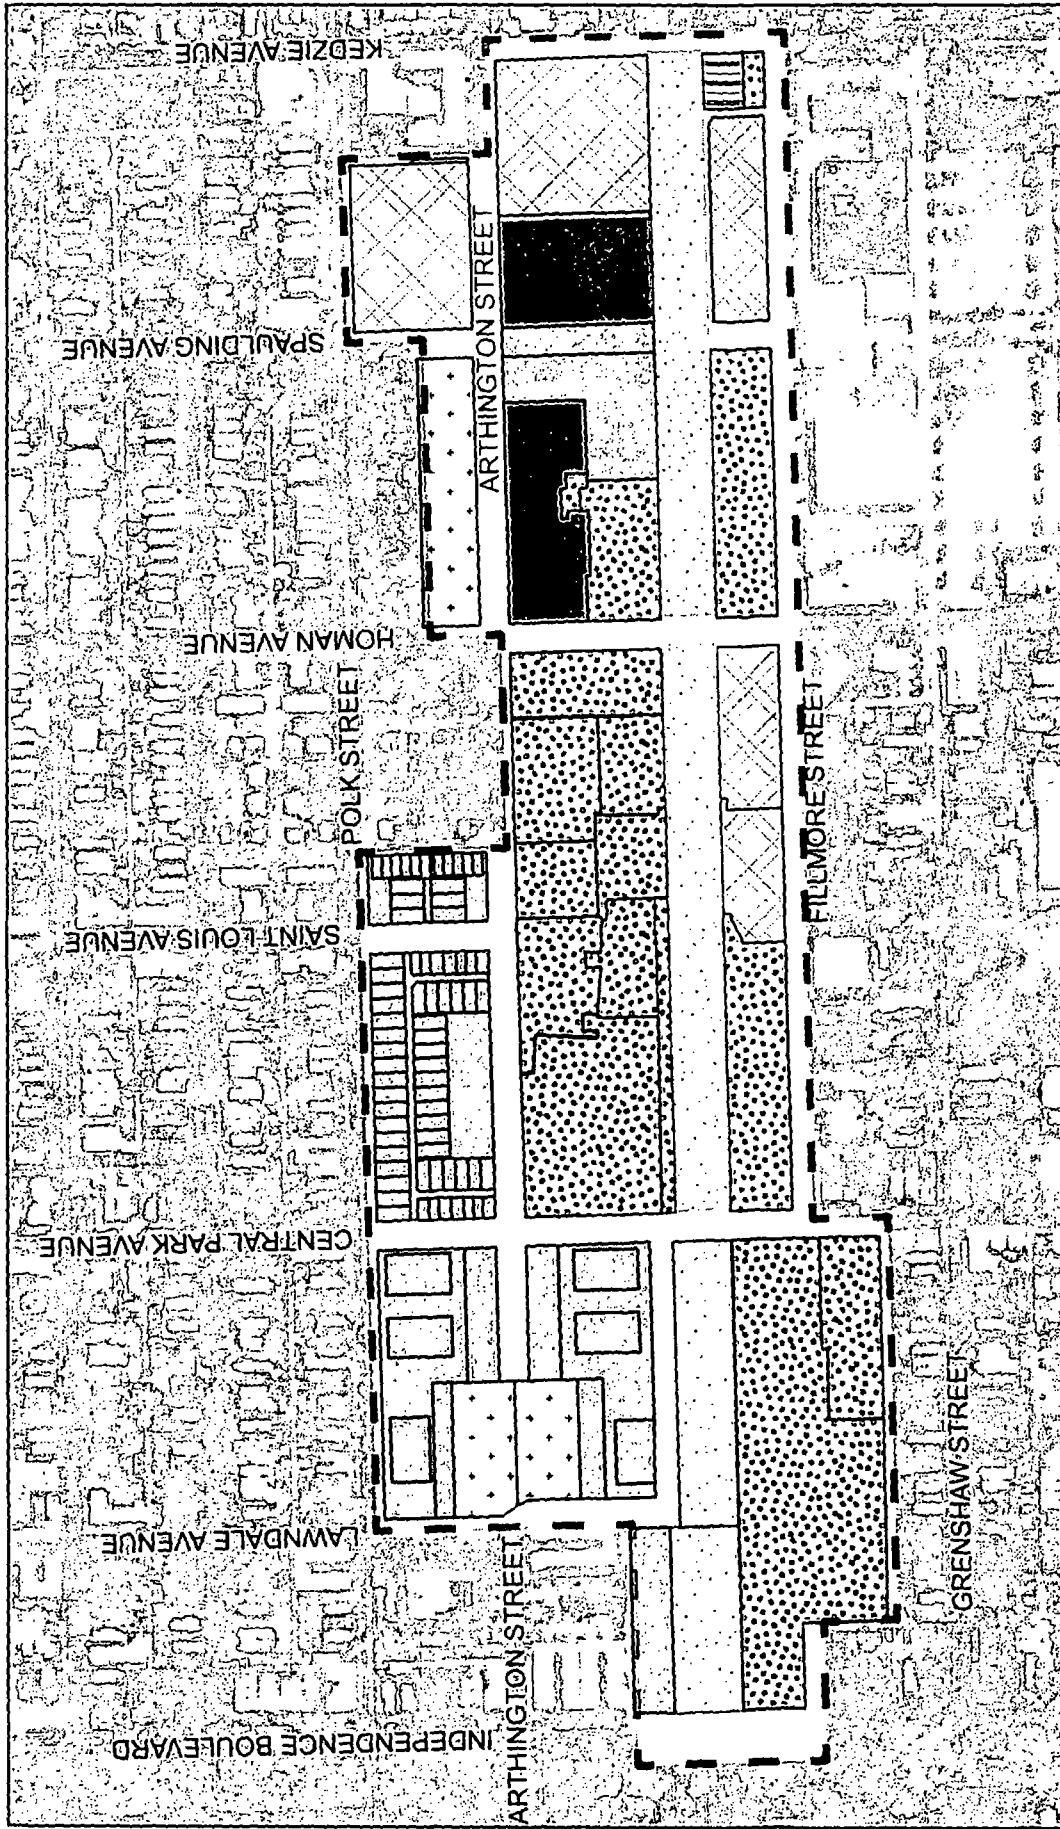 KEDZIE AVENUE
SPAULDING AVENUE
HOMAN AVENUE
SAINT LOUIS AVENUE
CENTRAL PARK AVENUE
LAWNDALE AVENUE
INDEPENDENCE BOULEVARD
POLK STREET
ARTHINGTON STREET
ARTHINGTON STREET
FILLMORE STREET
GRENSHAW STREET